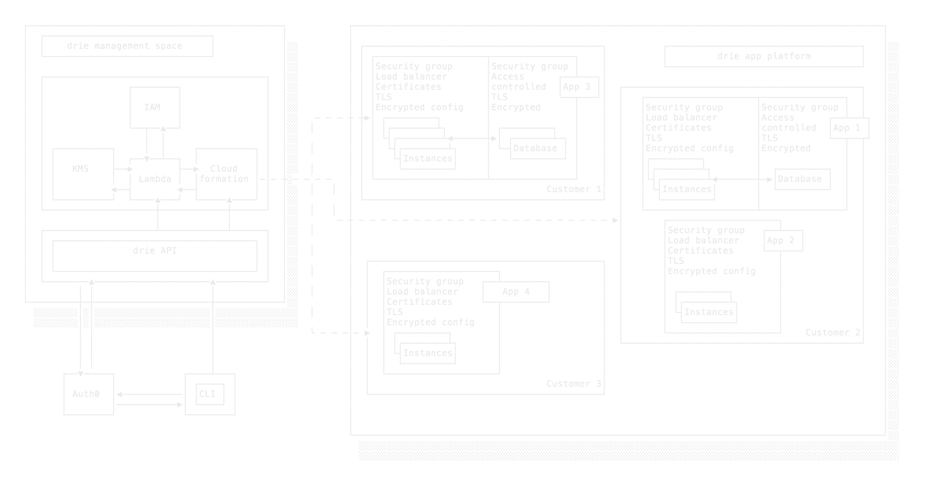 drie management space
IAM
KMS
Lambda
Cloud
formation
drie API
Auth0
CLI
drie app platform
Security group
Load balancer
Certificates
TLS
Encrypted config
Instances
Security group
Access
controlled
TLS
Encrypted
Database
App 3
Customer 1
Security group
Load balancer
Certificates
TLS
Encrypted config
Instances
Security group
Access
controlled
TLS
Encrypted
Database
App 1
Security group
Load balancer
Certificates
TLS
Encrypted config
Instances
App 2
Customer 2
Security group
Load balancer
Certificates
TLS
Encrypted config
Instances
App 4
Customer 3